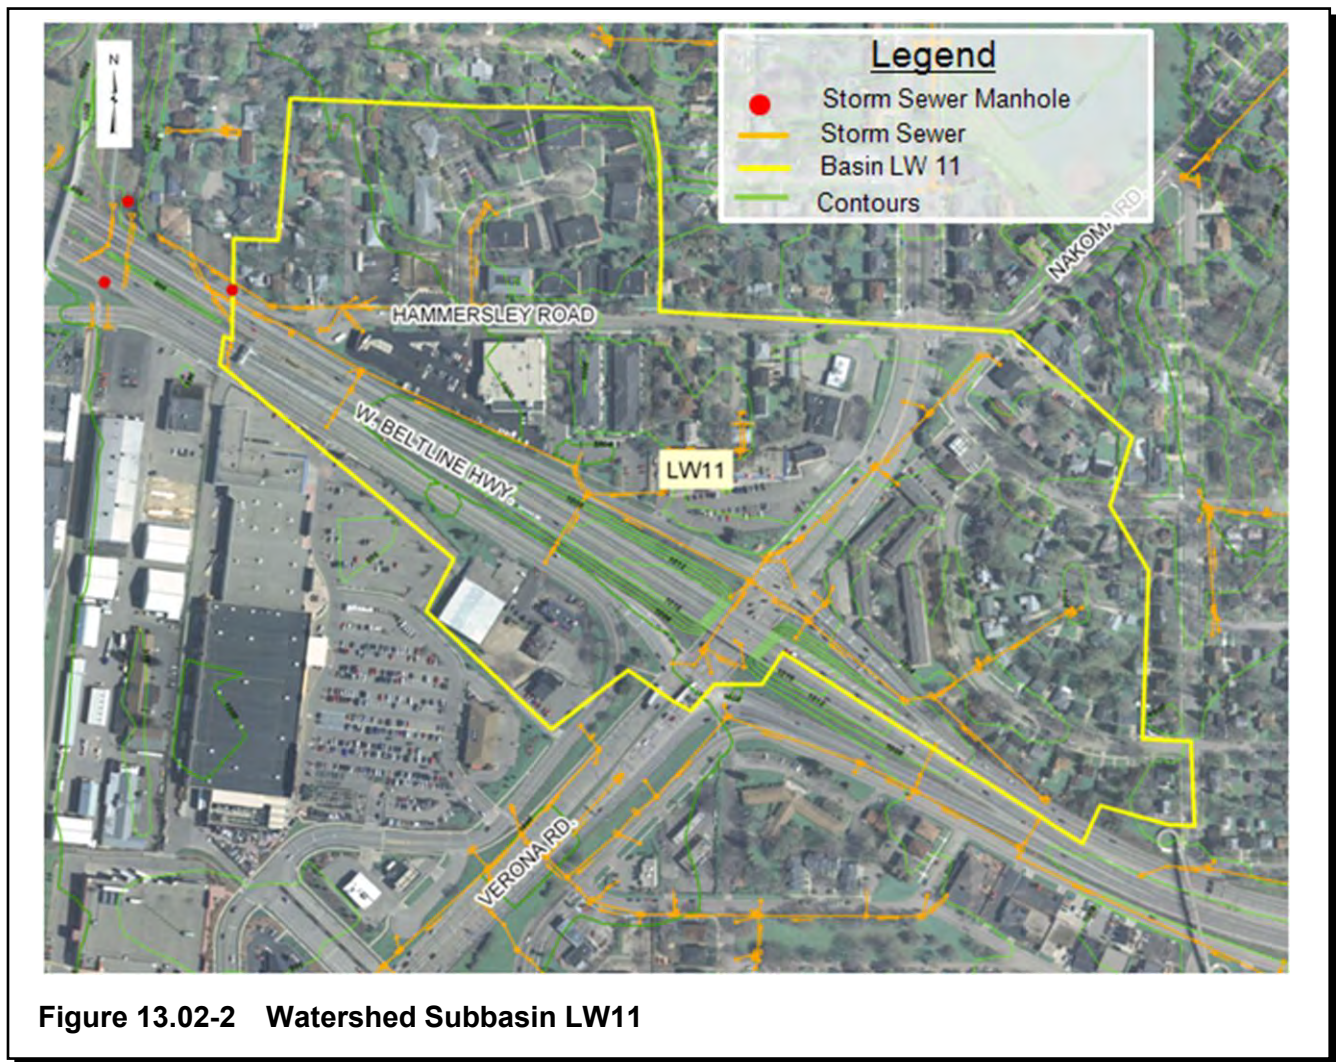 N
Legend
Storm Sewer Manhole
Storm Sewer
Basin LW 11
Contours
NAKOMA RD.
HAMMERSLEY ROAD
W. BELTLINE HWY.
LW11
VERONA RD.
Figure 13.02-2 Watershed Subbasin LW11